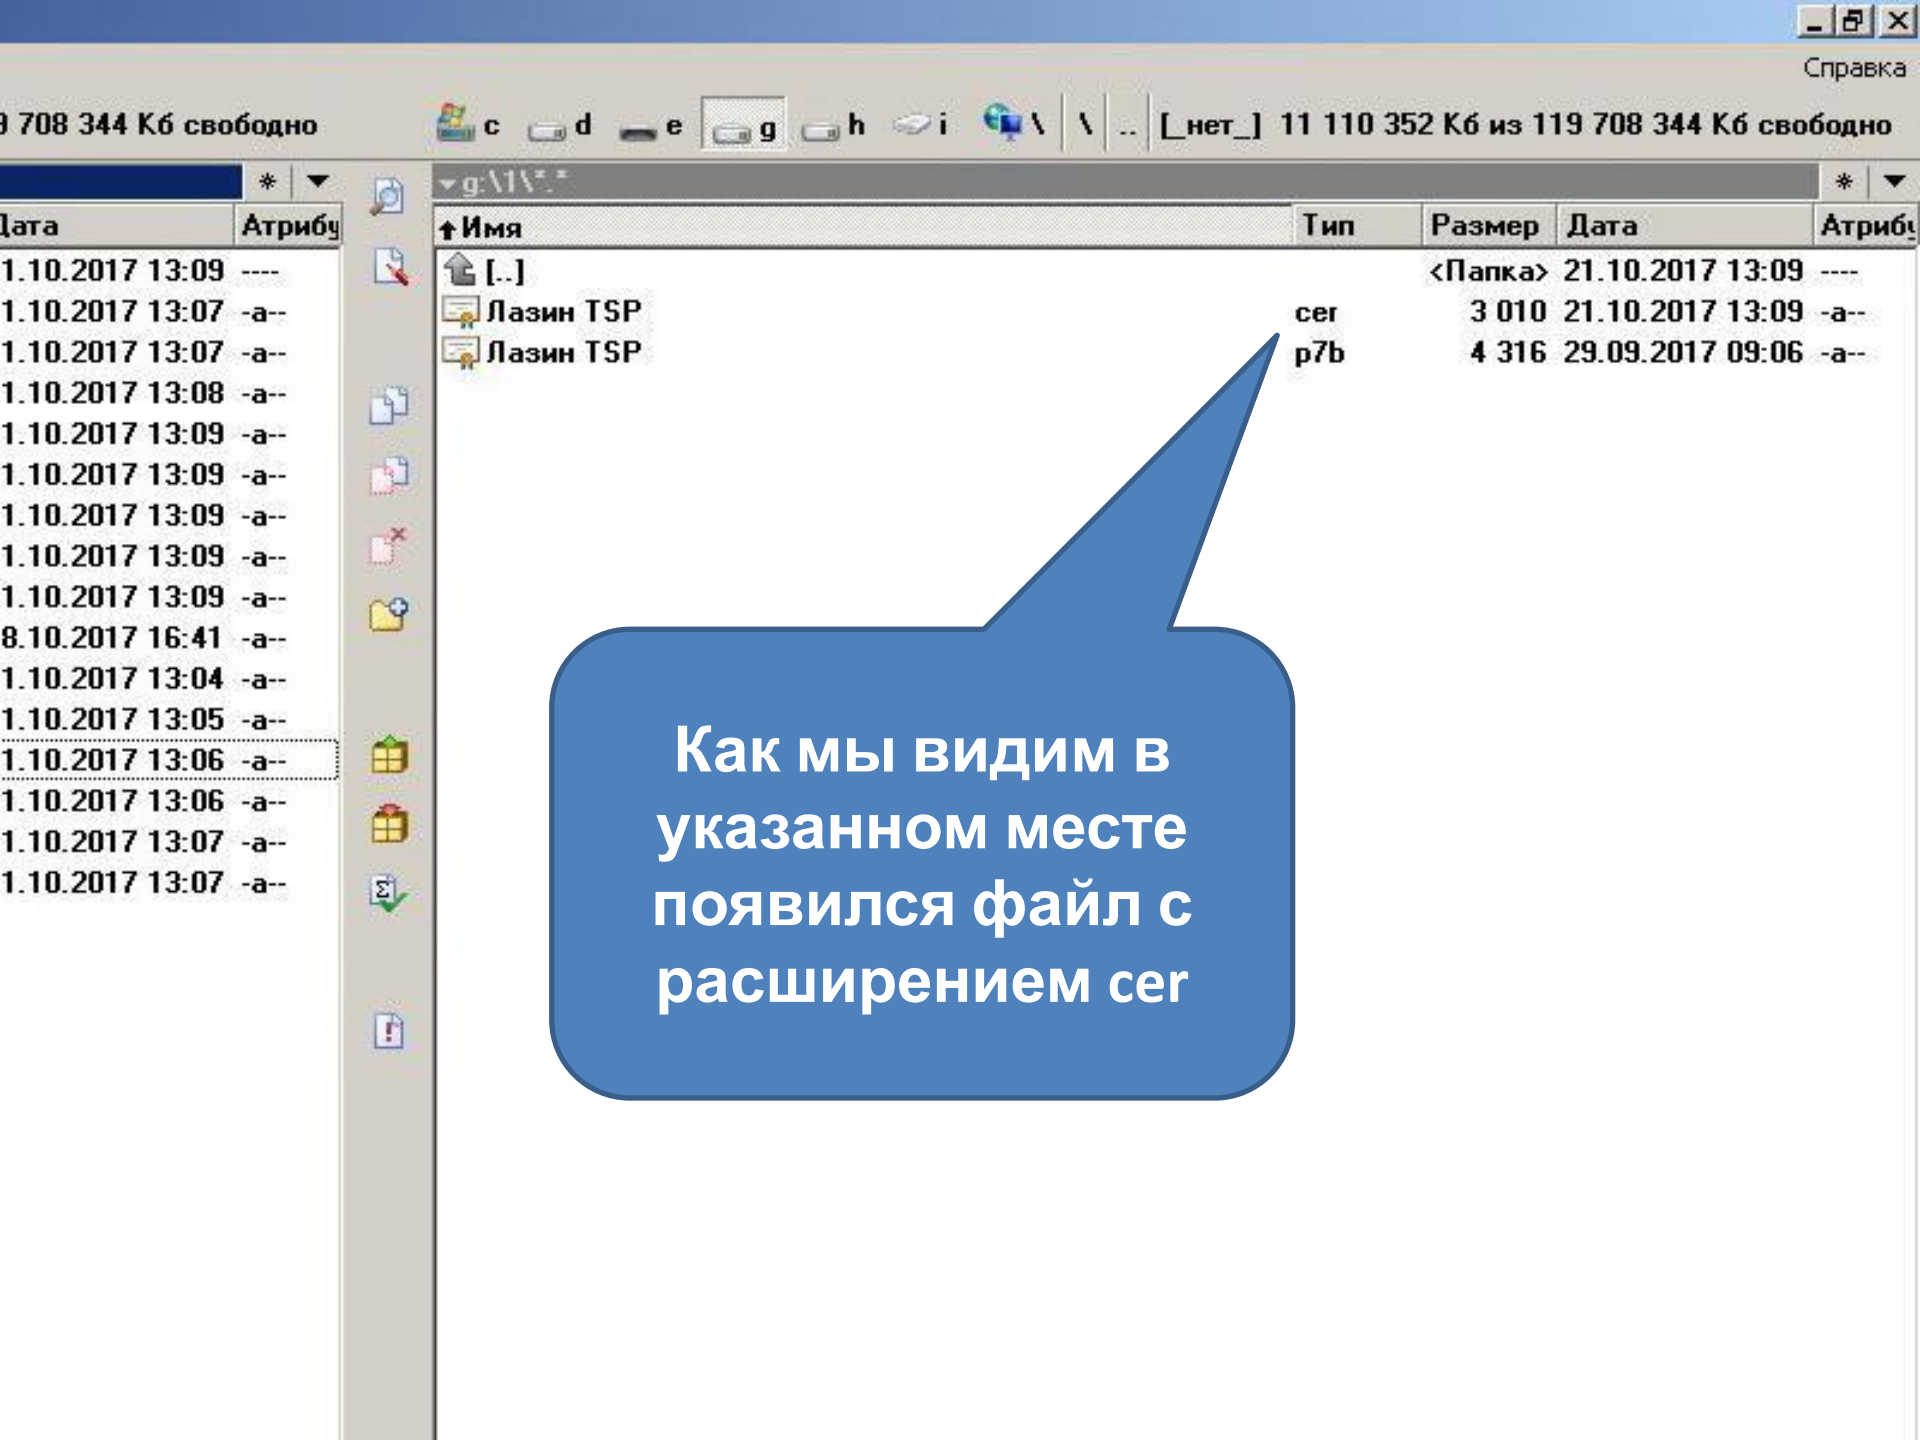 Справка
9 708 344 Кб свободно
c d e g h i \ \ .. [_нет_] 11 110 352 Кб из 119 708 344 Кб свободно
* g:\1\*.* *
Дата Атрибу
Имя Тип Размер Дата Атрибу
1.10.2017 13:09 ----
[..] <Папка> 21.10.2017 13:09 ----
1.10.2017 13:07 -a--
Лазин TSP cer 3 010 21.10.2017 13:09 -a--
1.10.2017 13:07 -a--
Лазин TSP p7b 4 316 29.09.2017 09:06 -a--
1.10.2017 13:08 -a--
1.10.2017 13:09 -a--
1.10.2017 13:09 -a--
1.10.2017 13:09 -a--
1.10.2017 13:09 -a--
1.10.2017 13:09 -a--
8.10.2017 16:41 -a--
1.10.2017 13:04 -a--
1.10.2017 13:05 -a--
1.10.2017 13:06 -a--
1.10.2017 13:06 -a--
1.10.2017 13:07 -a--
1.10.2017 13:07 -a--
Как мы видим в
указанном месте
появился файл с
расширением cer